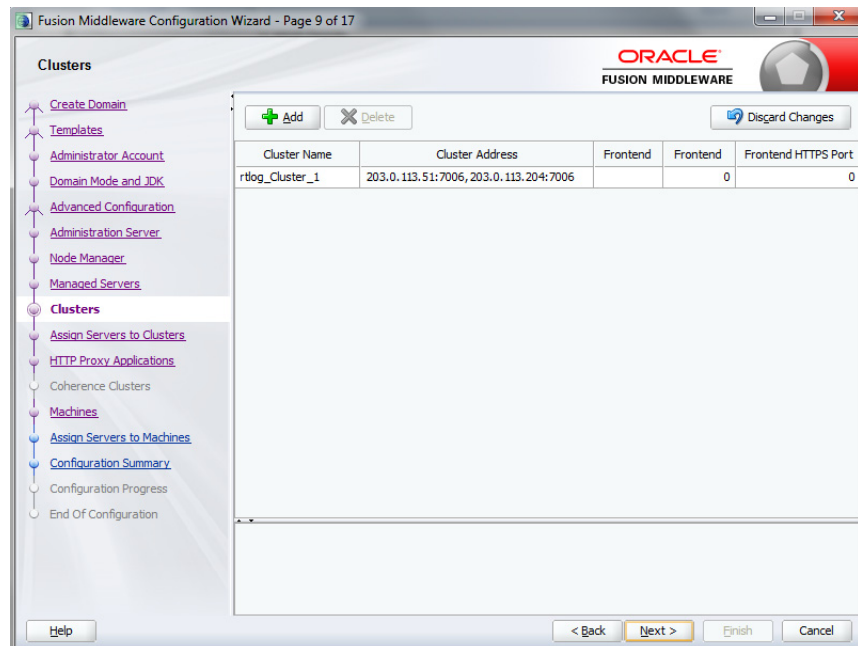 Fusion Middleware Configuration Wizard - Page 9 of 17
Clusters
ORACLE
FUSION MIDDLEWARE
Create Domain
Templates
Administrator Account
Domain Mode and JDK
Advanced Configuration
Administration Server
Node Manager
Managed Servers
Clusters
Assign Servers to Clusters
HTTP Proxy Applications
Coherence Clusters
Machines
Assign Servers to Machines
Configuration Summary
Configuration Progress
End Of Configuration
Add Delete Discard Changes
Cluster Name Cluster Address Frontend Frontend Frontend HTTPS Port
rtlog_Cluster_1 203.0.113.51:7006,203.0.113.204:7006 0 0
Help < Back Next > Finish Cancel